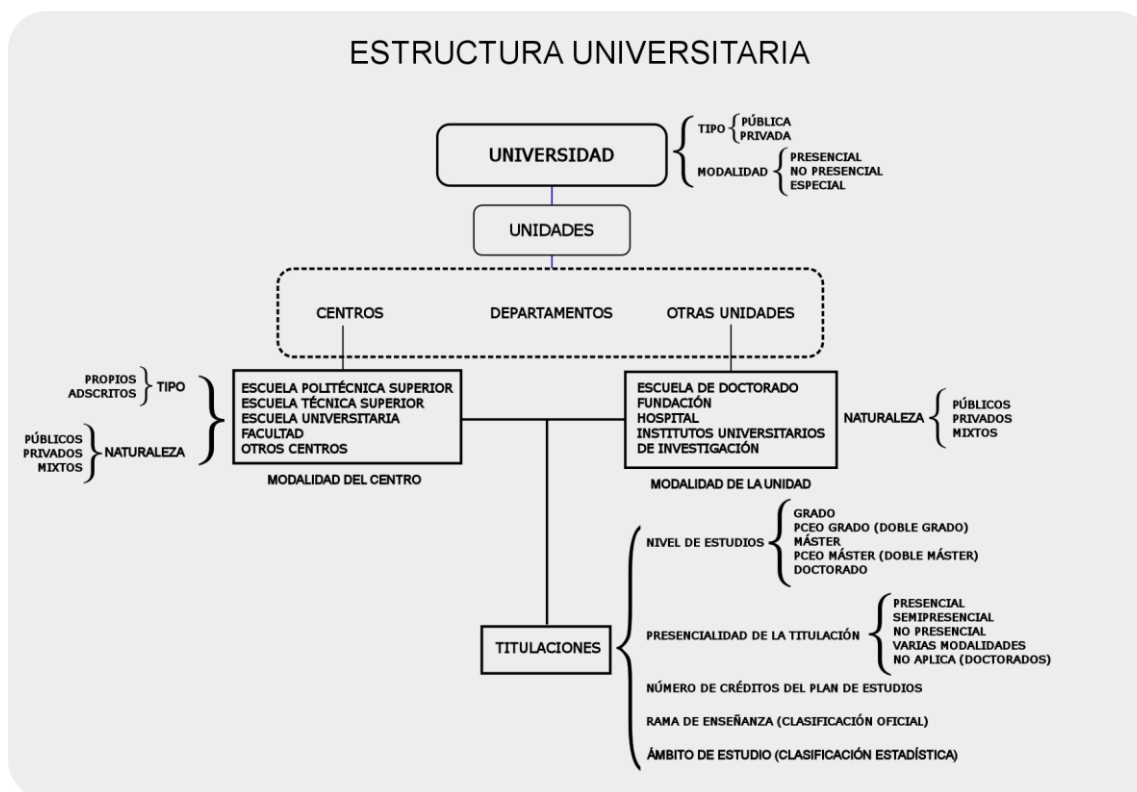 ESTRUCTURA UNIVERSITARIA
UNIVERSIDAD
TIPO
PÚBLICA
PRIVADA
MODALIDAD
PRESENCIAL
NO PRESENCIAL
ESPECIAL
UNIDADES
CENTROS
DEPARTAMENTOS
OTRAS UNIDADES
PROPIOS
ADSCRITOS
TIPO
PÚBLICOS
PRIVADOS
MIXTOS
NATURALEZA
ESCUELA POLITÉCNICA SUPERIOR
ESCUELA TÉCNICA SUPERIOR
ESCUELA UNIVERSITARIA
FACULTAD
OTROS CENTROS
MODALIDAD DEL CENTRO
ESCUELA DE DOCTORADO
FUNDACIÓN
HOSPITAL
INSTITUTOS UNIVERSITARIOS
DE INVESTIGACIÓN
MODALIDAD DE LA UNIDAD
NATURALEZA
PÚBLICOS
PRIVADOS
MIXTOS
TITULACIONES
NIVEL DE ESTUDIOS
GRADO
PCEO GRADO (DOBLE GRADO)
MÁSTER
PCEO MÁSTER (DOBLE MÁSTER)
DOCTORADO
PRESENCIALIDAD DE LA TITULACIÓN
PRESENCIAL
SEMIPRESENCIAL
NO PRESENCIAL
VARIAS MODALIDADES
NO APLICA (DOCTORADOS)
NÚMERO DE CRÉDITOS DEL PLAN DE ESTUDIOS
RAMA DE ENSEÑANZA (CLASIFICACIÓN OFICIAL)
ÁMBITO DE ESTUDIO (CLASIFICACIÓN ESTADÍSTICA)